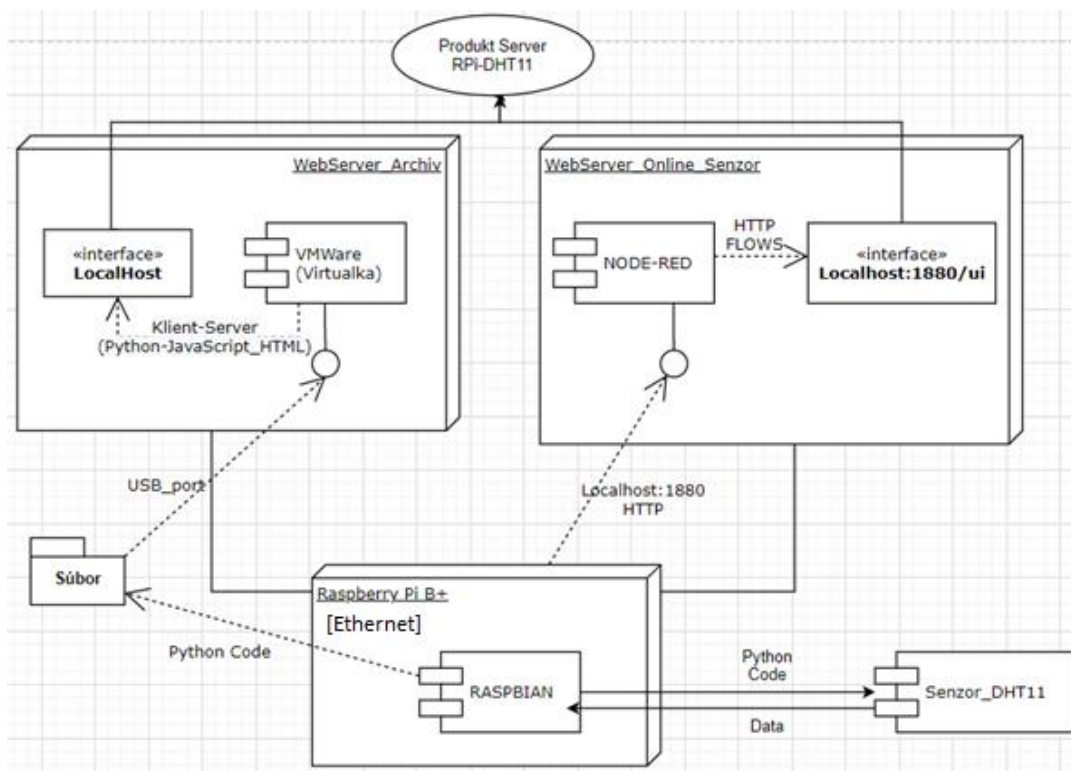 Produkt Server
RPi-DHT11
WebServer_Archiv
«interface»
LocalHost
VMWare
(Virtualka)
Klient-Server
(Python-JavaScript_HTML)
WebServer_Online_Senzor
NODE-RED
HTTP
FLOWS
«interface»
Localhost:1880/ui
USB_port
Localhost:1880
HTTP
Súbor
Python Code
Raspberry Pi B+
[Ethernet]
RASPBIAN
Python
Code
Data
Senzor_DHT11